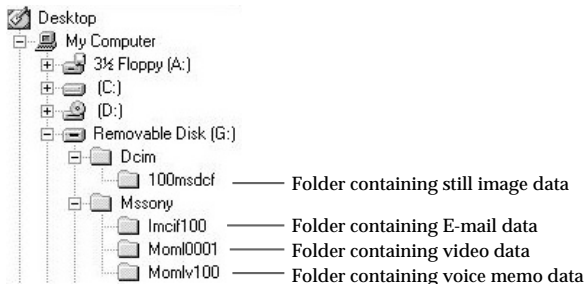 Desktop
My Computer
3½ Floppy (A:)
(C:)
(D:)
Removable Disk (G:)
Dcim
100msdcf Folder containing still image data
Mssony
Imcif100 Folder containing E-mail data
Moml0001 Folder containing video data
Momlv100 Folder containing voice memo data